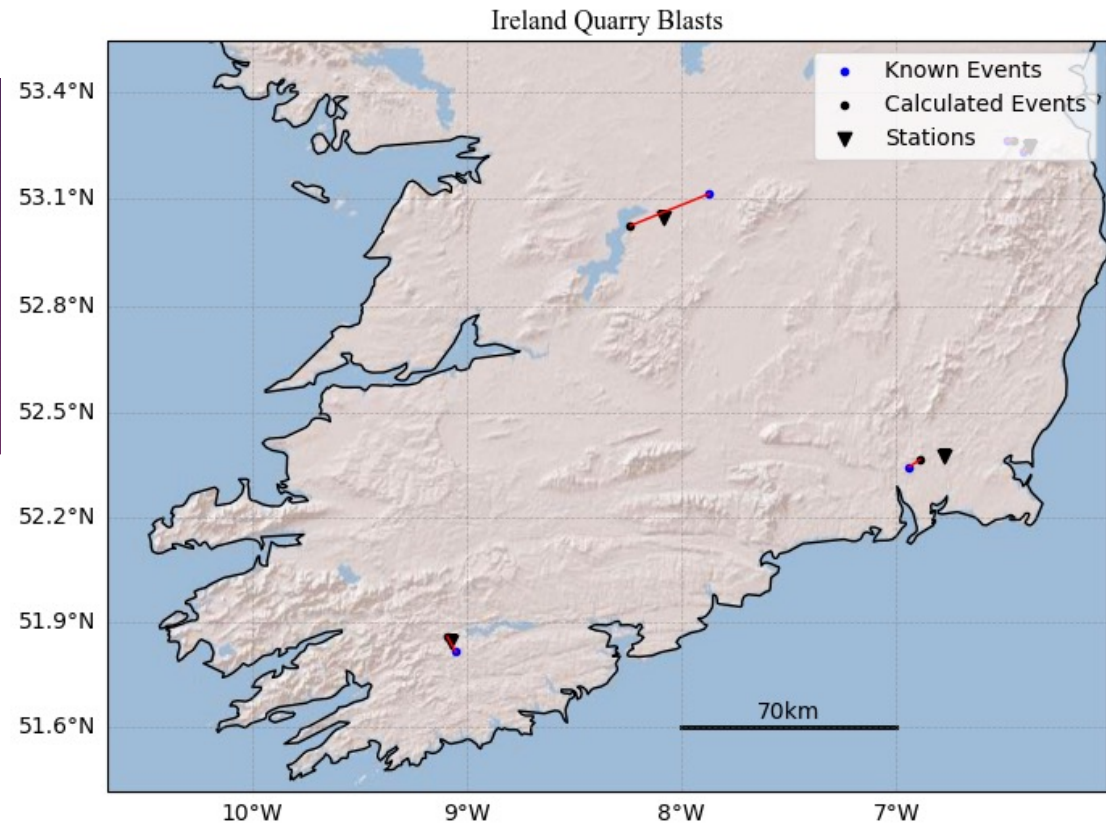 Ireland Quarry Blasts
Known Events
Calculated Events
Stations
53.4°N
53.1°N
52.8°N
52.5°N
52.2°N
51.9°N
51.6°N
70km
10°W
9°W
8°W
7°W